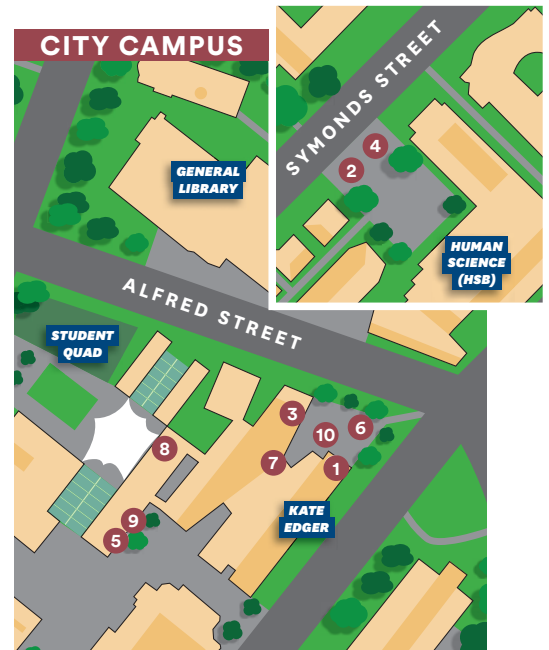 CITY CAMPUS
GENERAL
LIBRARY
ALFRED STREET
STUDENT
QUAD
3
10
6
8
7
1
KATE
EDGER
9
5
SYMONDS STREET
4
2
HUMAN
SCIENCE
(HSB)